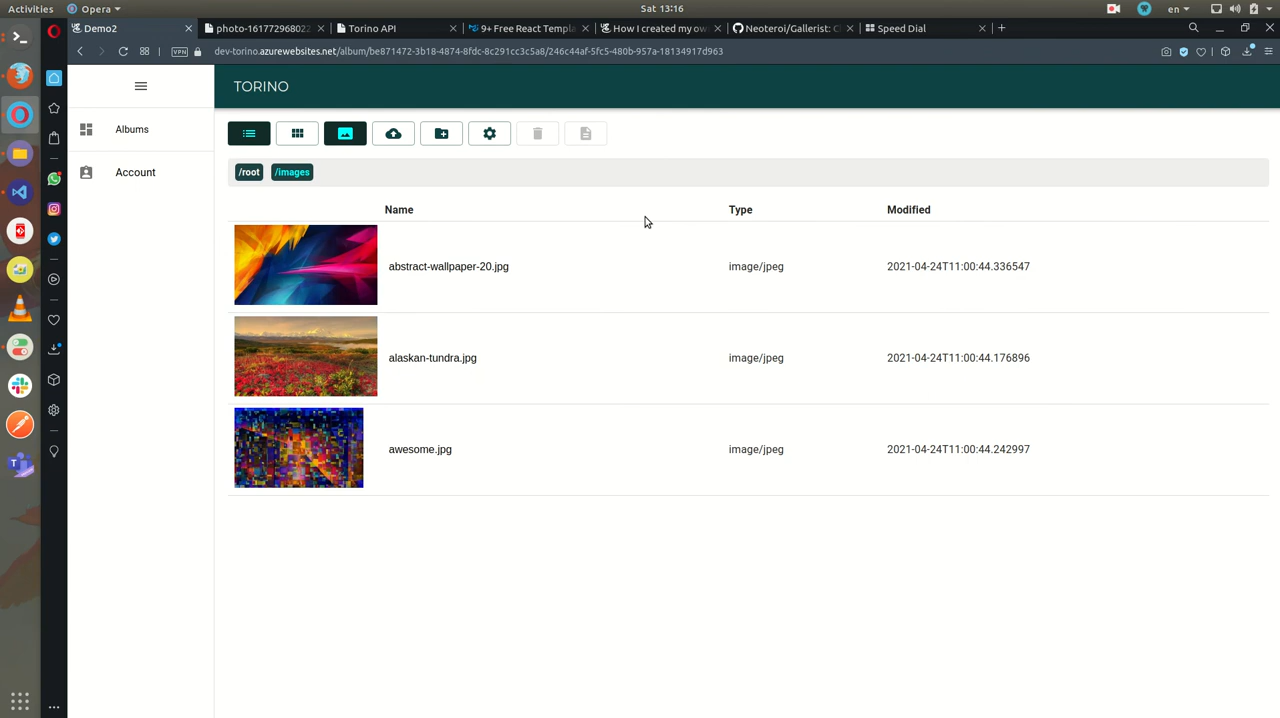 Activities Opera Sat 13:16 en
Demo2 photo-161772968022 Torino API 9+ Free React Templa How I created my ow Neoteroi/Gallerist: Cl Speed Dial
VPN dev-torino.azurewebsites.net/album/be871472-3b18-4874-8fdc-8c291cc3c5a8/246c44af-5fc5-480b-957a-18134917d963
TORINO
Albums
Account
/root /images
Name Type Modified
abstract-wallpaper-20.jpg image/jpeg 2021-04-24T11:00:44.336547
alaskan-tundra.jpg image/jpeg 2021-04-24T11:00:44.176896
awesome.jpg image/jpeg 2021-04-24T11:00:44.242997